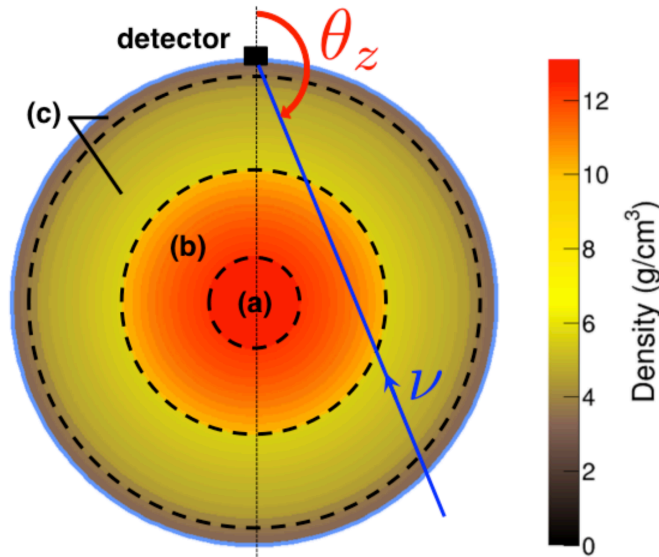 detector
θz
(c)
(b)
(a)
ν
12
10
8
6
4
2
0
Density (g/cm³)